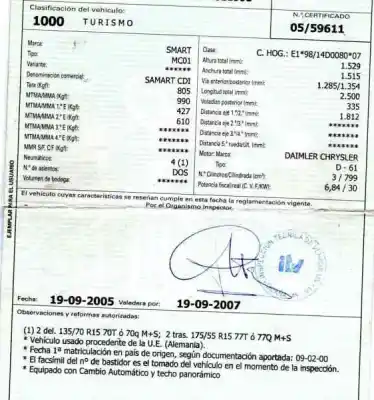 Clasificación del vehículo:
1000 TURISMO
N.º CERTIFICADO
05/59611
Marca: SMART
Tipo: MC01
Variante: ******
Denominación comercial: SAMART CDI
Tara (Kgf): 805
MTMA/MMA (Kgf): 990
MTMA/MMA 1.ª E (Kgf): 427
MTMA/MMA 2.ª E (Kgf): 610
MTMA/MMA 3.ª E (Kgf): *******
MTMA/MMA 4.ª E (Kgf): *******
MMR S/F, C/F (Kgf): *******
Neumáticos: 4 (1)
N.º de asientos: DOS
Volumen de bodega: *******
Clase: C. HOG.: E1*98/14D0080*07
Altura total (mm): 1.529
Anchura total (mm): 1.515
Vía anterior/posterior (mm): 1.285/1.354
Longitud total (mm): 2.500
Voladizo posterior (mm): 335
Distancia eje 1.º/2.º (mm): 1.812
Distancia eje 2.º/3.º (mm): *******
Distancia eje 3.º/4.º (mm): *******
*******
Motor: Marca: DAIMLER CHRYSLER
Tipo: D - 61
N.º Cilindros/Cilindrada (cm³): 3 / 799
Potencia fiscal/real (C. V.F/KW): 6,84 / 30
El vehículo cuyas características se reseñan cumple en esta fecha la reglamentación vigente.
Por el Organismo Inspector,
EJEMPLAR PARA EL USUARIO
INSPECCIÓN TÉCNICA DE
Fecha: 19-09-2005 Valedera por: 19-09-2007
Observaciones y reformas autorizadas:
(1) 2 del. 135/70 R15 70T ó 70q M+S; 2 tras. 175/55 R15 77T ó 77Q M+S
* Vehículo usado procedente de la U.E. (Alemania).
* Fecha 1ª matriculación en país de origen, según documentación aportada: 09-02-00
* El facsímil del nº de bastidor es el tomado del vehículo en el momento de la inspección.
* Equipado con Cambio Automático y techo panorámico